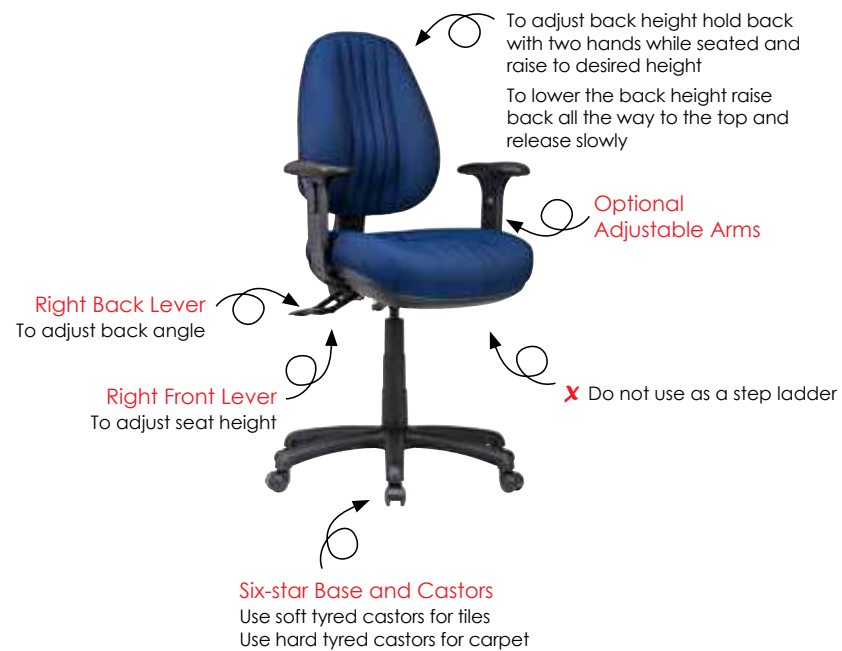 To adjust back height hold back
with two hands while seated and
raise to desired height
To lower the back height raise
back all the way to the top and
release slowly
Optional
Adjustable Arms
Right Back Lever
To adjust back angle
Right Front Lever
To adjust seat height
✗ Do not use as a step ladder
Six-star Base and Castors
Use soft tyred castors for tiles
Use hard tyred castors for carpet